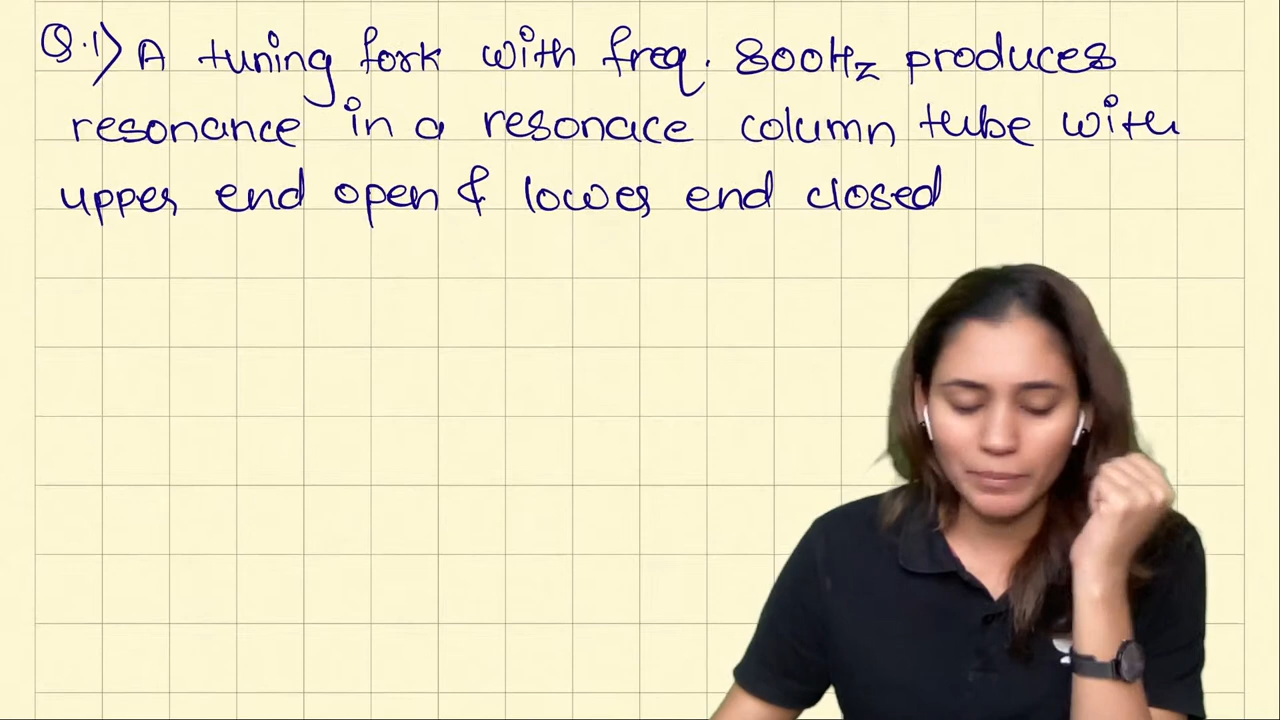 Q.1) A tuning fork with freq. 800Hz produces
resonance in a resonace column tube with
upper end open & lower end closed